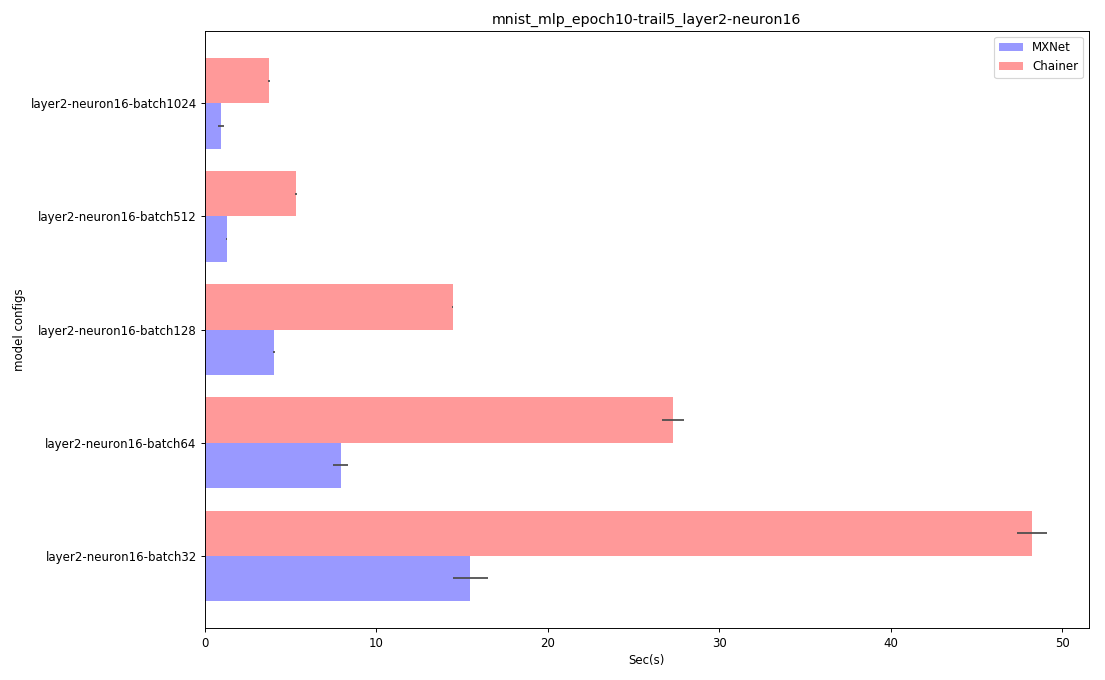 mnist_mlp_epoch10-trail5_layer2-neuron16
MXNet
Chainer
layer2-neuron16-batch1024
layer2-neuron16-batch512
layer2-neuron16-batch128
layer2-neuron16-batch64
layer2-neuron16-batch32
model configs
0 10 20 30 40 50
Sec(s)